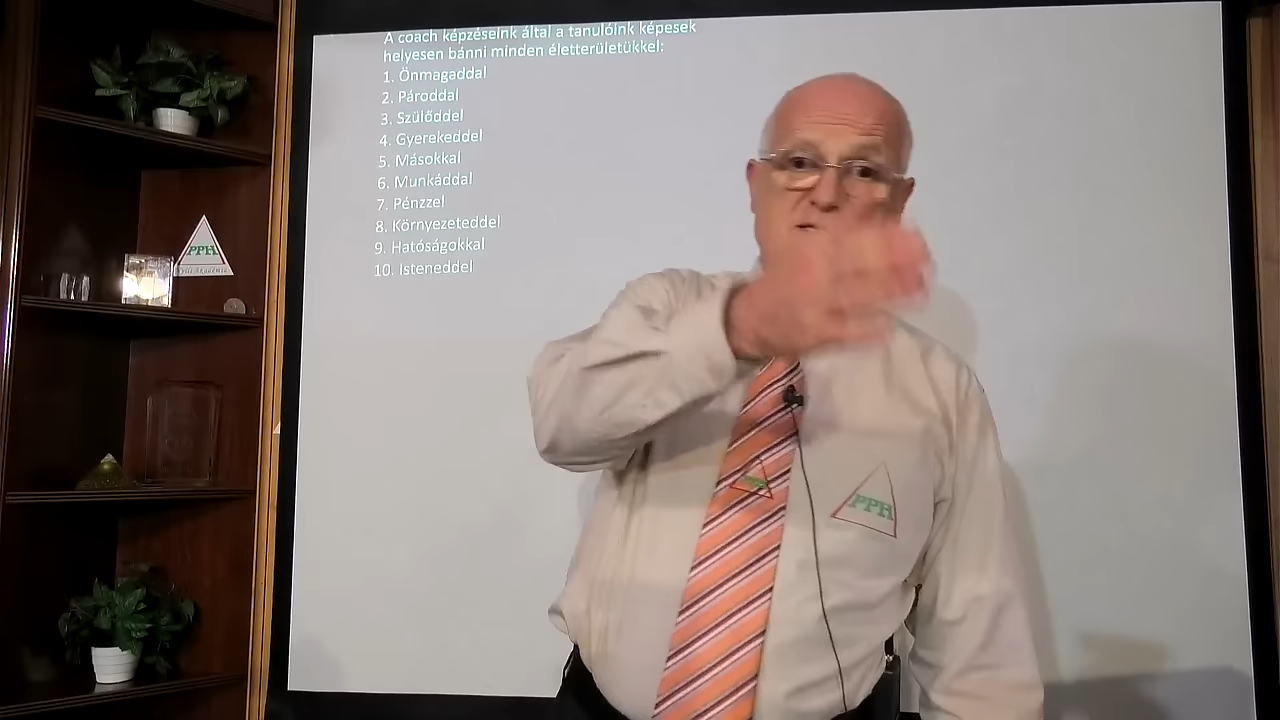 A coach képzéseink által a tanulóink képesek
helyesen bánni minden életterületükkel:
1. Önmagaddal
2. Pároddal
3. Szülőddel
4. Gyerekeddel
5. Másokkal
6. Munkáddal
7. Pénzzel
8. Környezeteddel
9. Hatóságokkal
10. Isteneddel
PPH
PPH
PPH